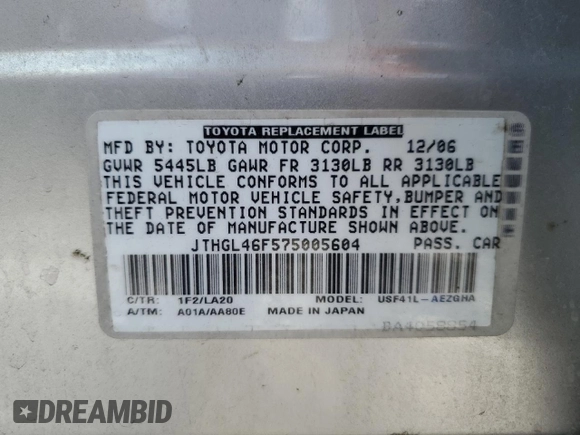 TOYOTA REPLACEMENT LABEL
MFD BY: TOYOTA MOTOR CORP. 12/06
GVWR 5445LB GAWR FR 3130LB RR 3130LB
THIS VEHICLE CONFORMS TO ALL APPLICABLE
FEDERAL MOTOR VEHICLE SAFETY,BUMPER AND
THEFT PREVENTION STANDARDS IN EFFECT ON
THE DATE OF MANUFACTURE SHOWN ABOVE.
JTHGL46F575005604 PASS. CAR
C/TR: 1F2/LA20 MODEL: USF41L-AEZGHA
A/TM: A01A/AA80E MADE IN JAPAN
DREAMBID